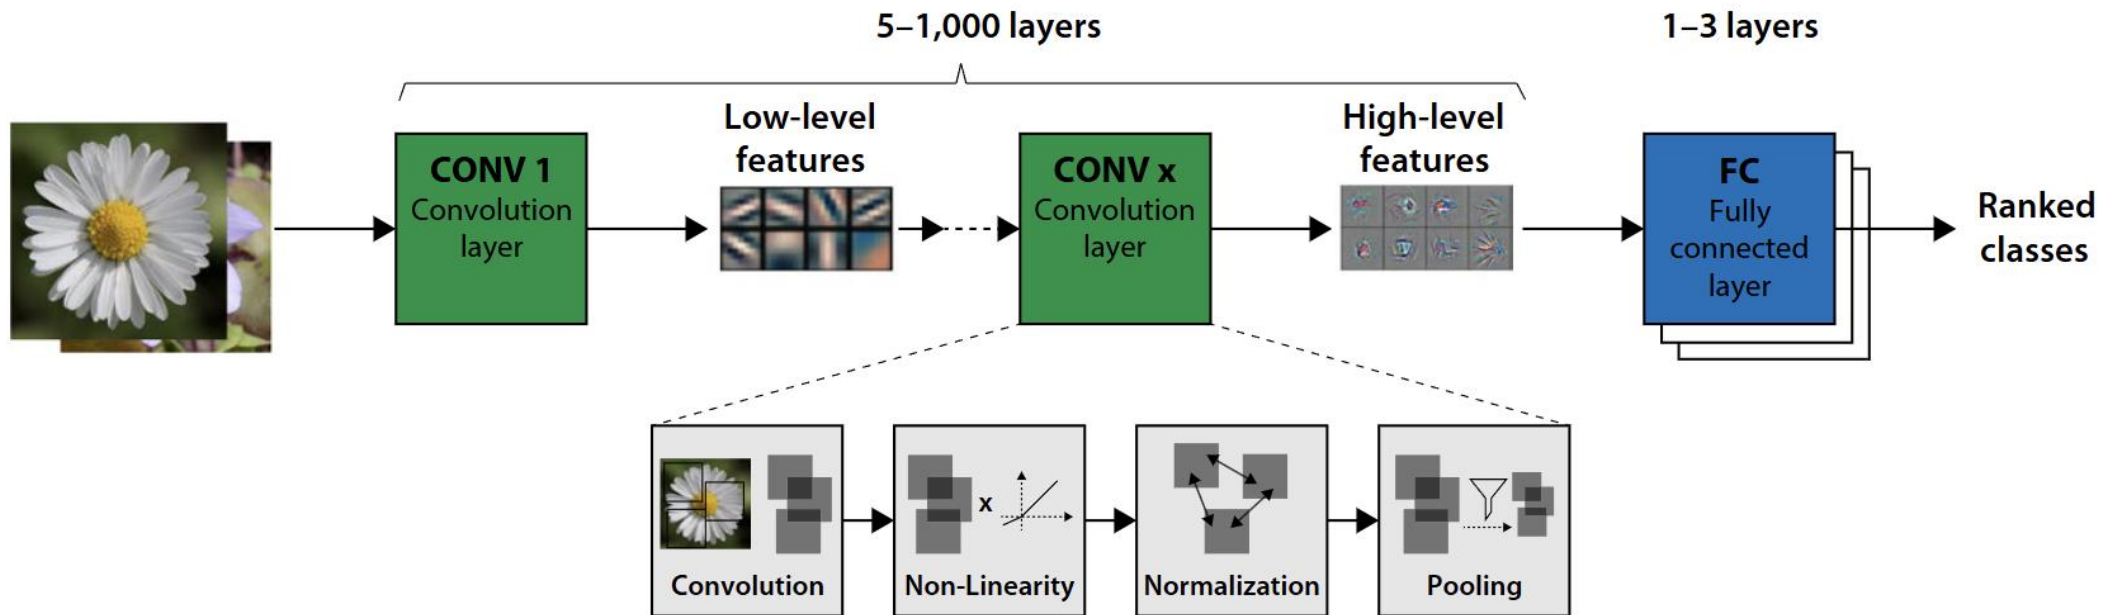 5–1,000 layers
1–3 layers
CONV 1
Convolution
layer
Low-level
features
CONV x
Convolution
layer
High-level
features
FC
Fully
connected
layer
Ranked
classes
x
Convolution
Non-Linearity
Normalization
Pooling